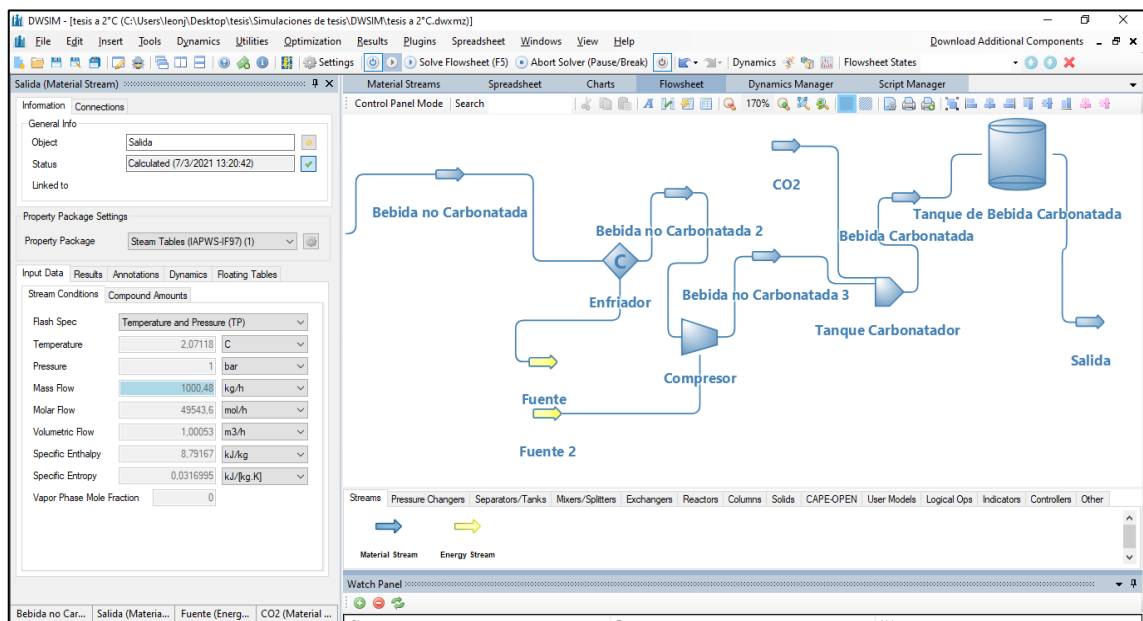 DWSIM - [tesis a 2°C (C:\Users\leonj\Desktop\tesis\Simulaciones de tesis\DWSIM\tesis a 2°C.dwxmz)]
File Edit Insert Tools Dynamics Utilities Optimization Results Plugins Spreadsheet Windows View Help Download Additional Components
Settings Solve Flowsheet (F5) Abort Solver (Pause/Break) Dynamics Flowsheet States
Salida (Material Stream)
Information Connections
General Info
Object Salida
Status Calculated (7/3/2021 13:20:42)
Linked to
Property Package Settings
Property Package Steam Tables (IAPWS-IF97) (1)
Input Data Results Annotations Dynamics Floating Tables
Stream Conditions Compound Amounts
Flash Spec Temperature and Pressure (TP)
Temperature 2,07118 C
Pressure 1 bar
Mass Flow 1000,48 kg/h
Molar Flow 49543,6 mol/h
Volumetric Flow 1,00053 m3/h
Specific Enthalpy 8,79167 kJ/kg
Specific Entropy 0,0316995 kJ/[kg.K]
Vapor Phase Mole Fraction 0
Bebida no Car... Salida (Materia... Fuente (Energ... CO2 (Material ...
Material Streams Spreadsheet Charts Flowsheet Dynamics Manager Script Manager
Control Panel Mode Search 170%
CO2
Bebida no Carbonatada
Tanque de Bebida Carbonatada
Bebida no Carbonatada 2
Bebida Carbonatada
C
Enfriador
Bebida no Carbonatada 3
Tanque Carbonatador
Salida
Compresor
Fuente
Fuente 2
Streams Pressure Changers Separators/Tanks Mixers/Splitters Exchangers Reactors Columns Solids CAPE-OPEN User Models Logical Ops Indicators Controllers Other
Material Stream Energy Stream
Watch Panel